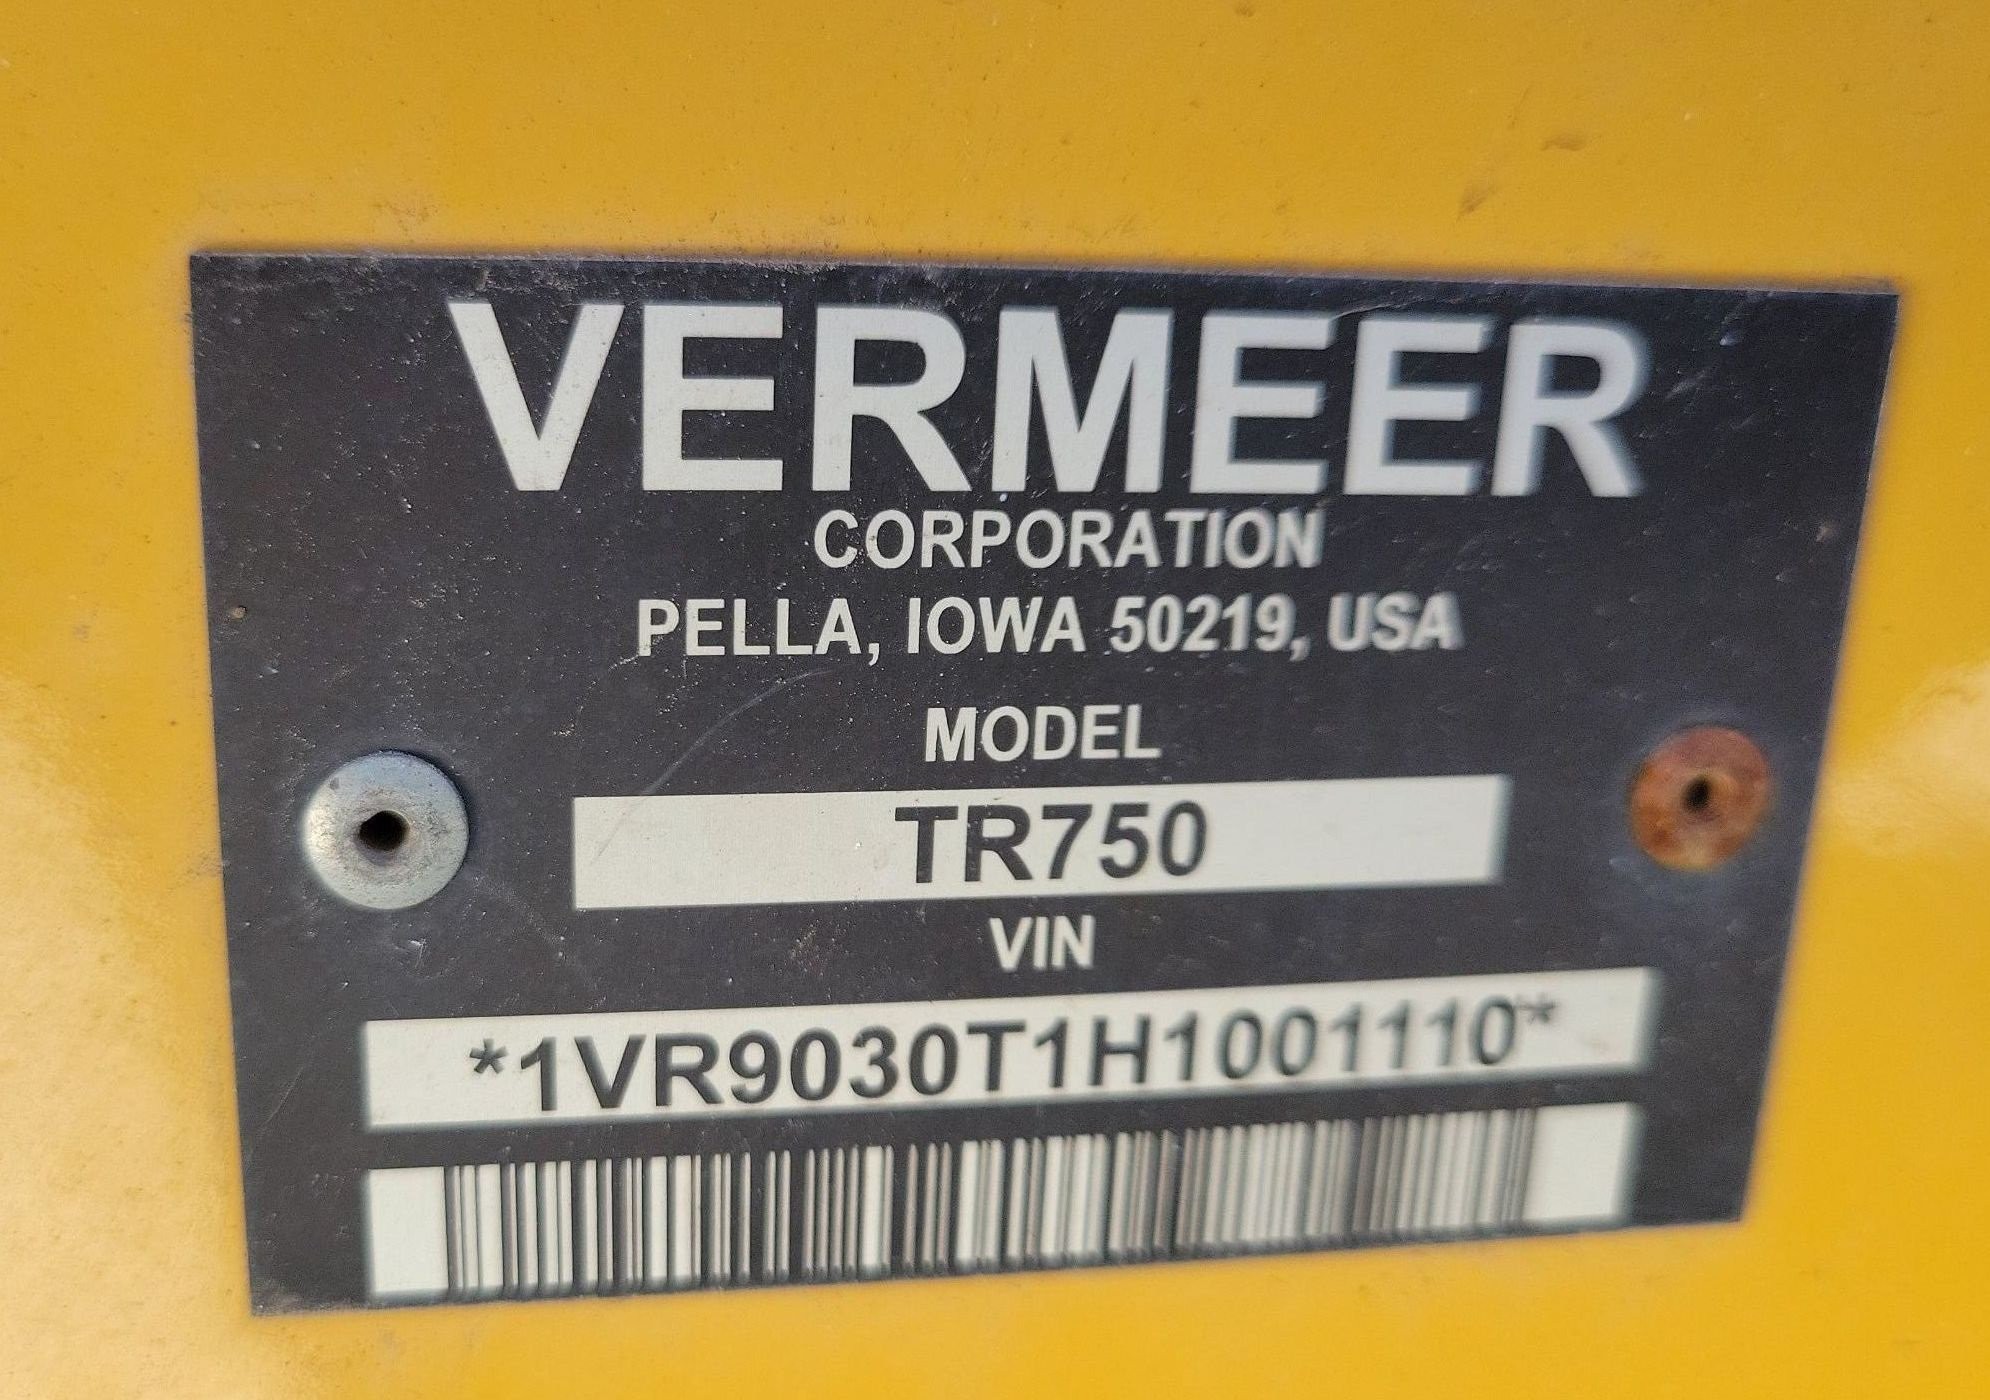 VERMEER
CORPORATION
PELLA, IOWA 50219, USA
MODEL
TR750
VIN
*1VR9030T1H1001110*